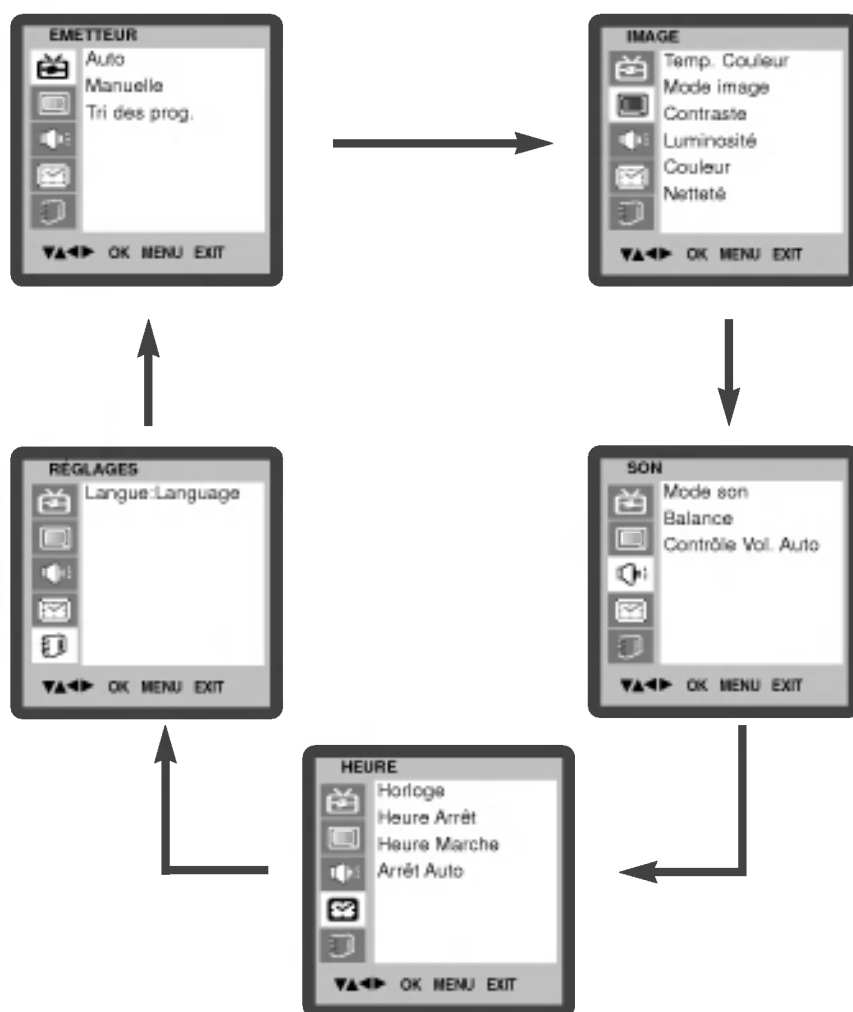 EMETTEUR
Auto
Manuelle
Tri des prog.
▼▲◀▶ OK MENU EXIT
IMAGE
Temp. Couleur
Mode image
Contraste
Luminosité
Couleur
Netteté
▼▲◀▶ OK MENU EXIT
RÉGLAGES
Langue:Language
▼▲◀▶ OK MENU EXIT
SON
Mode son
Balance
Contrôle Vol. Auto
▼▲◀▶ OK MENU EXIT
HEURE
Horloge
Heure Arrêt
Heure Marche
Arrêt Auto
▼▲◀▶ OK MENU EXIT